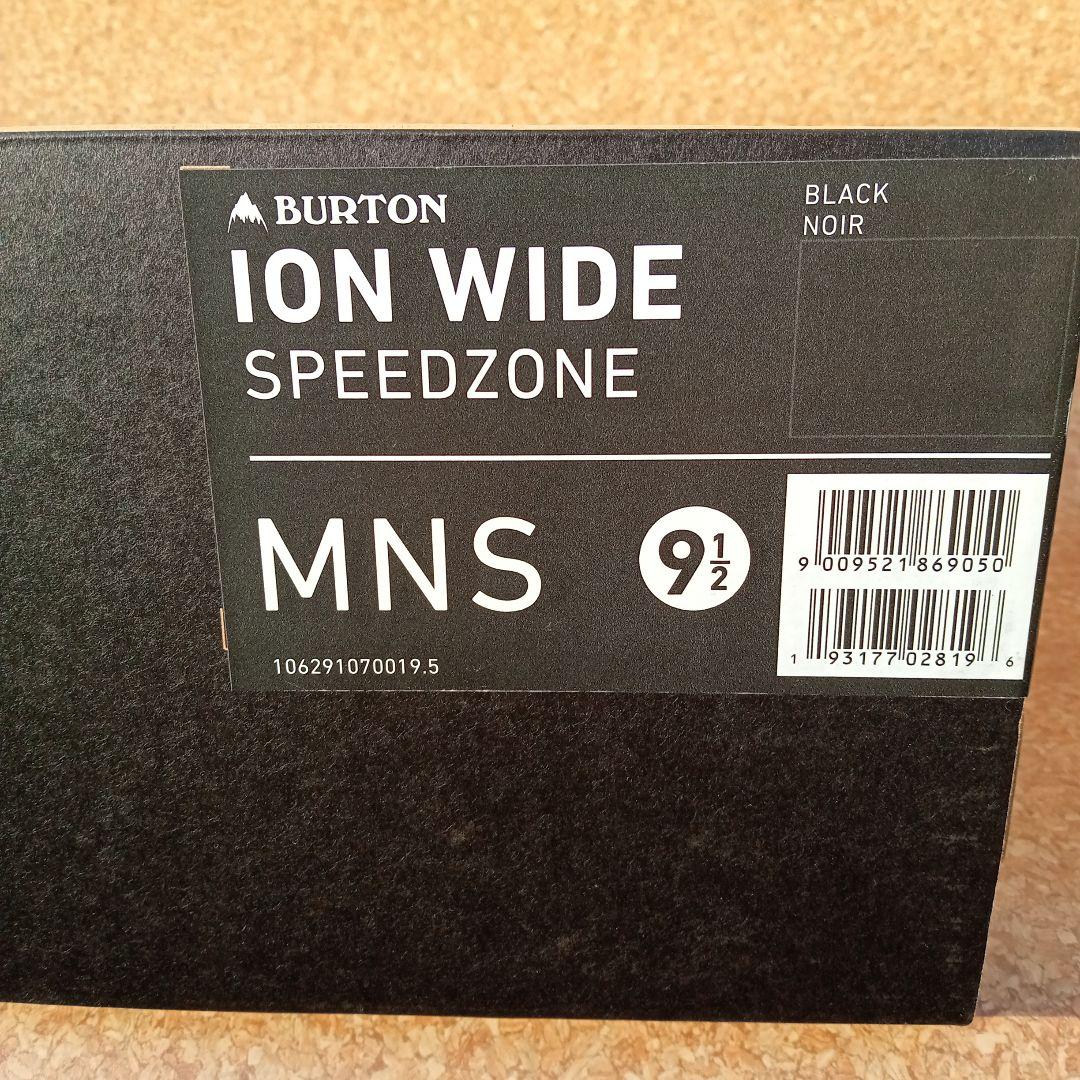 BURTON
ION WIDE
SPEEDZONE
BLACK
NOIR
MNS
9 1/2
106291070019.5
9 009521 869050
1 93177 02819 6